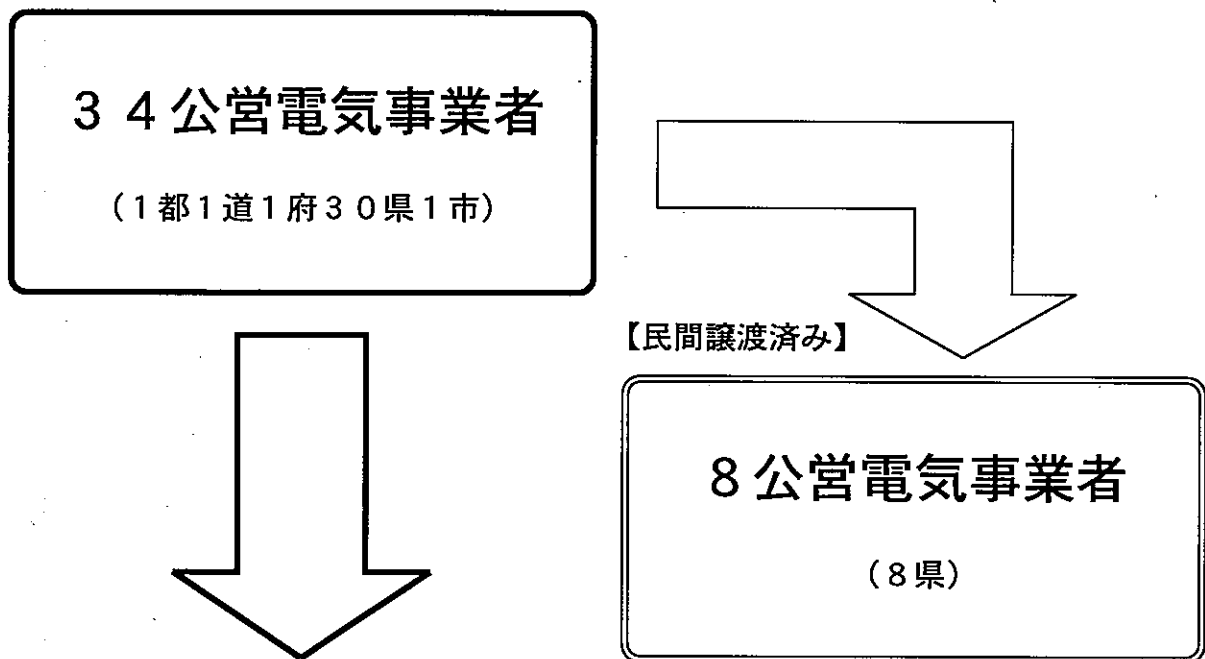 ３４公営電気事業者
（１都１道１府３０県１市）
【民間譲渡済み】
８公営電気事業者
（８県）